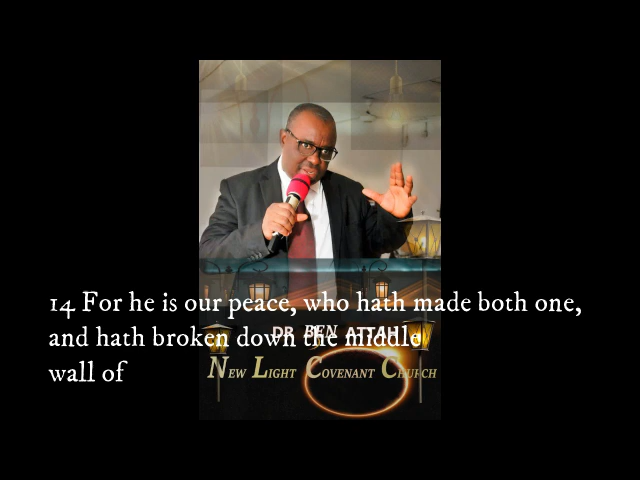 14 For he is our peace, who hath made both one,
and hath broken down the middle
wall of
DR BEN ATTAH
New Light Covenant Church